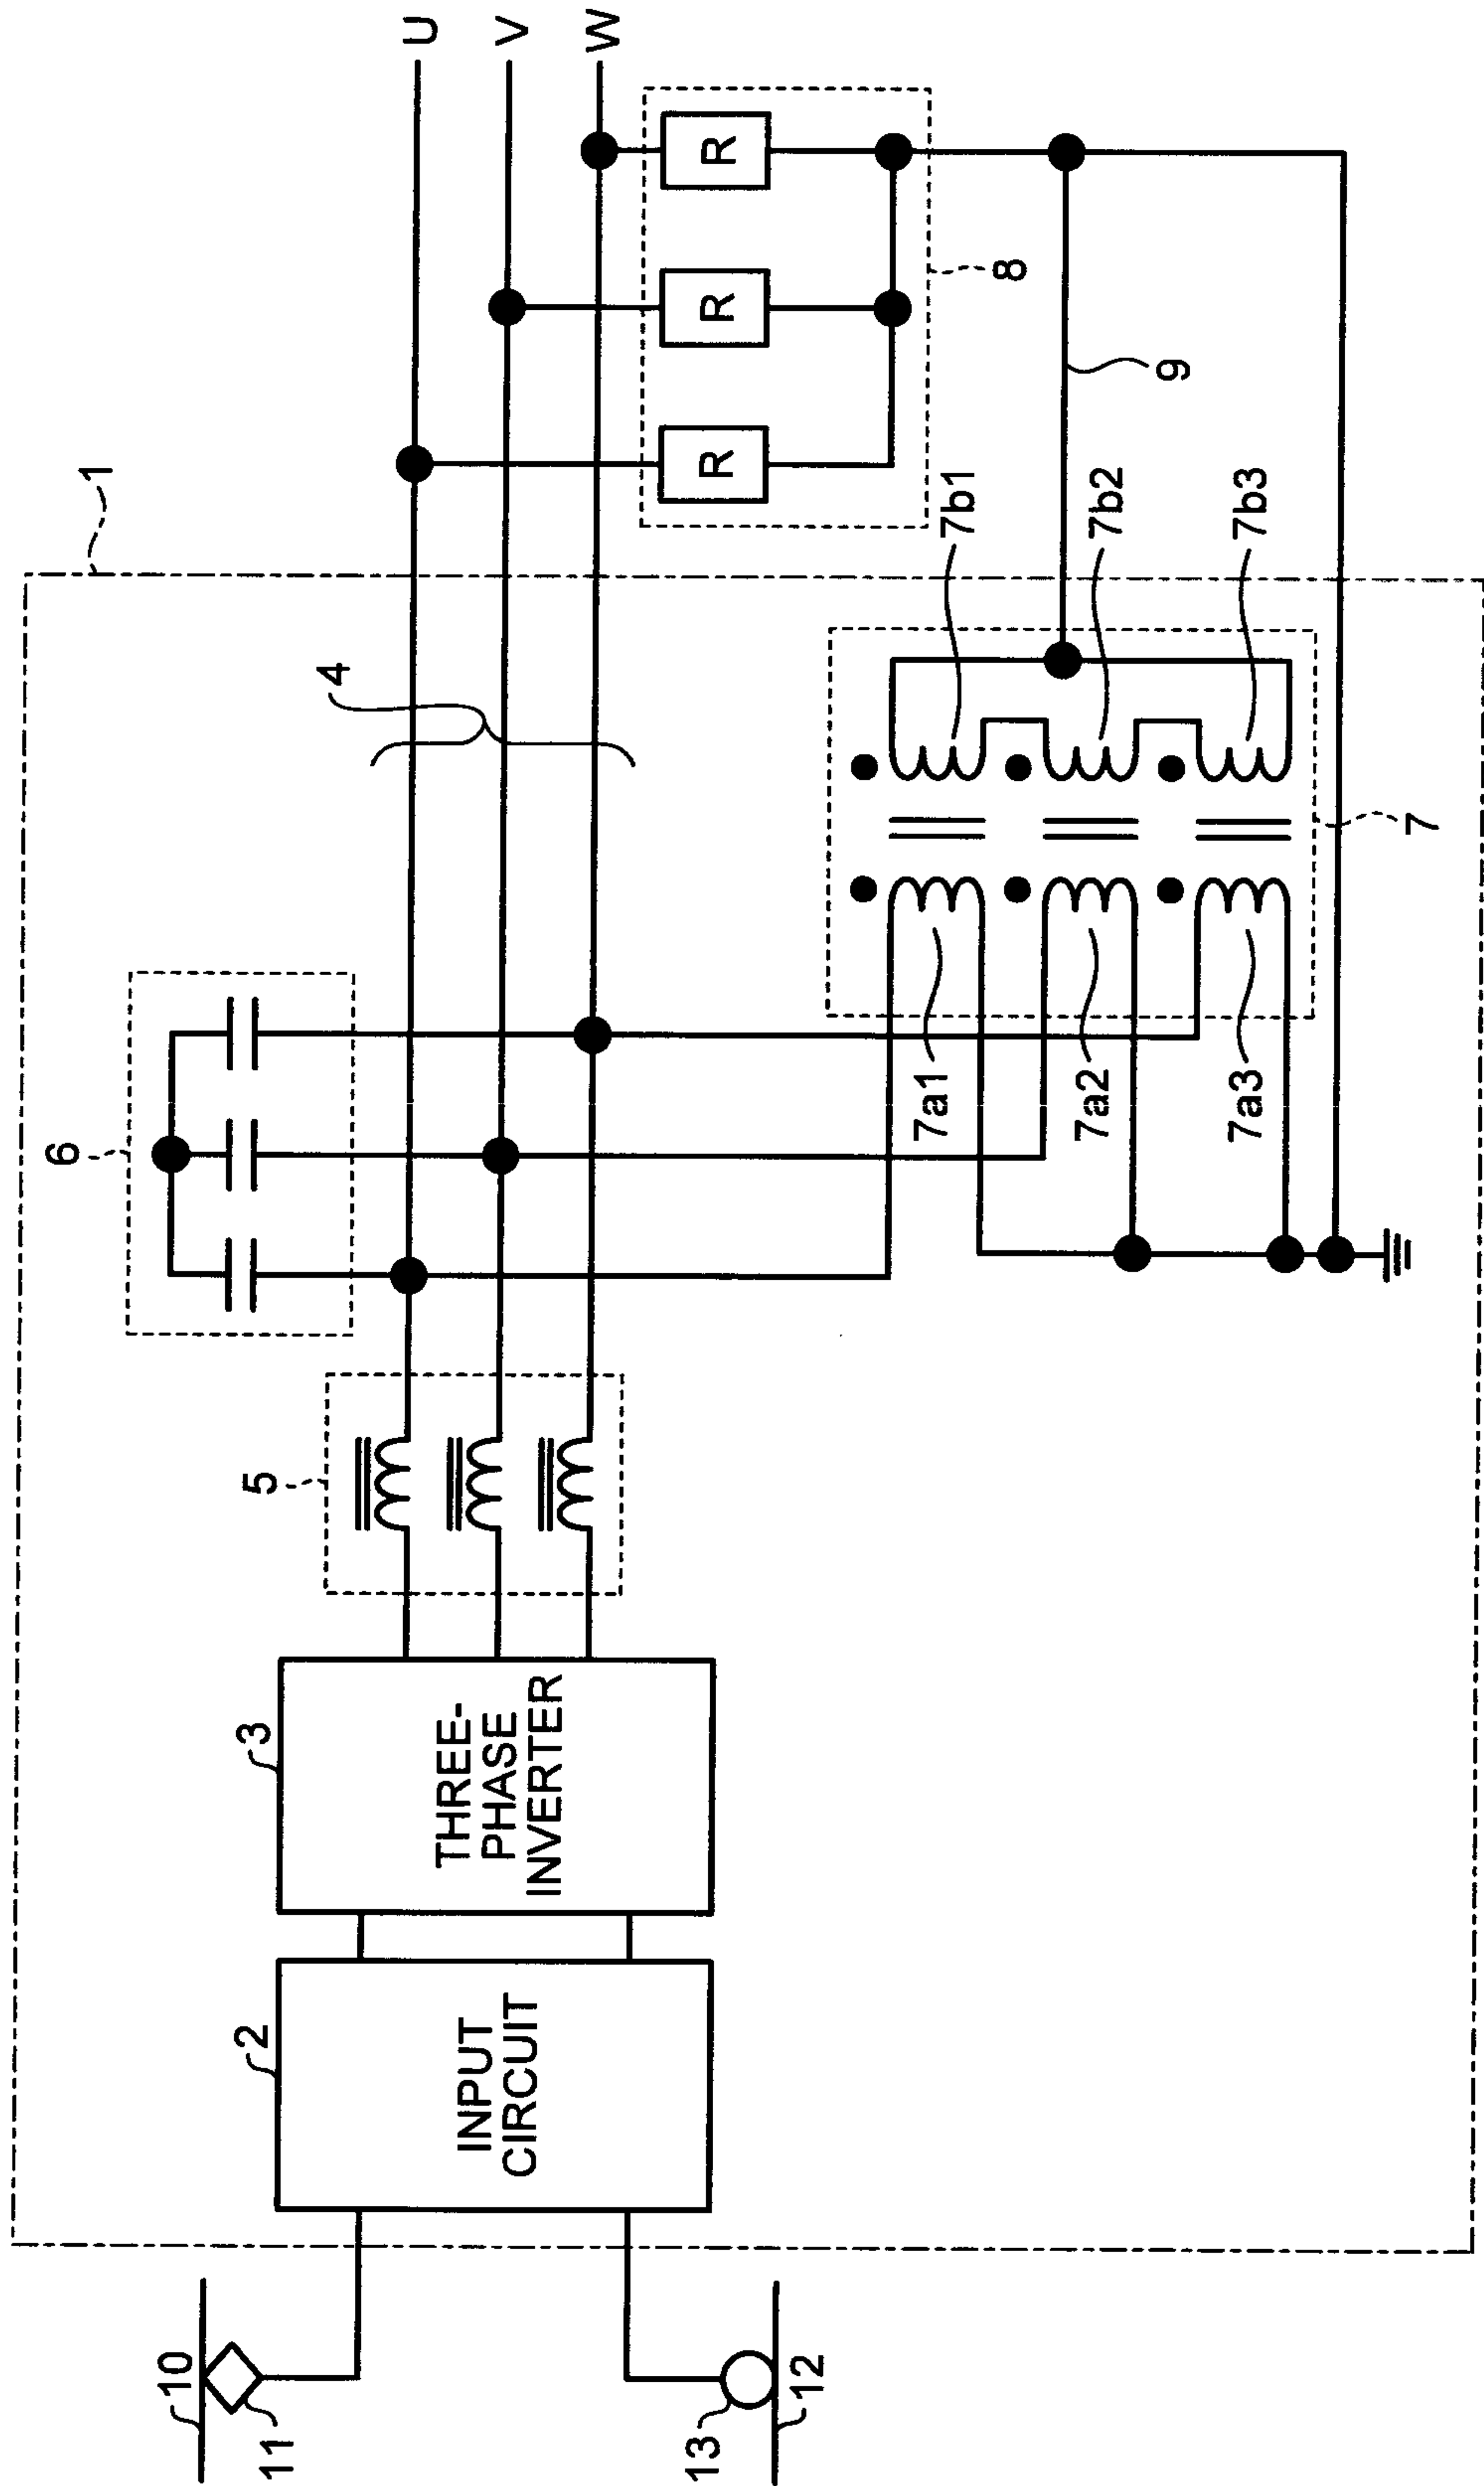 1
U
V
W
4
6
5
3
THREE-
PHASE
INVERTER
2
INPUT
CIRCUIT
10
11
13
12
R
R
R
8
9
7b1
7b2
7b3
7a1
7a2
7a3
7